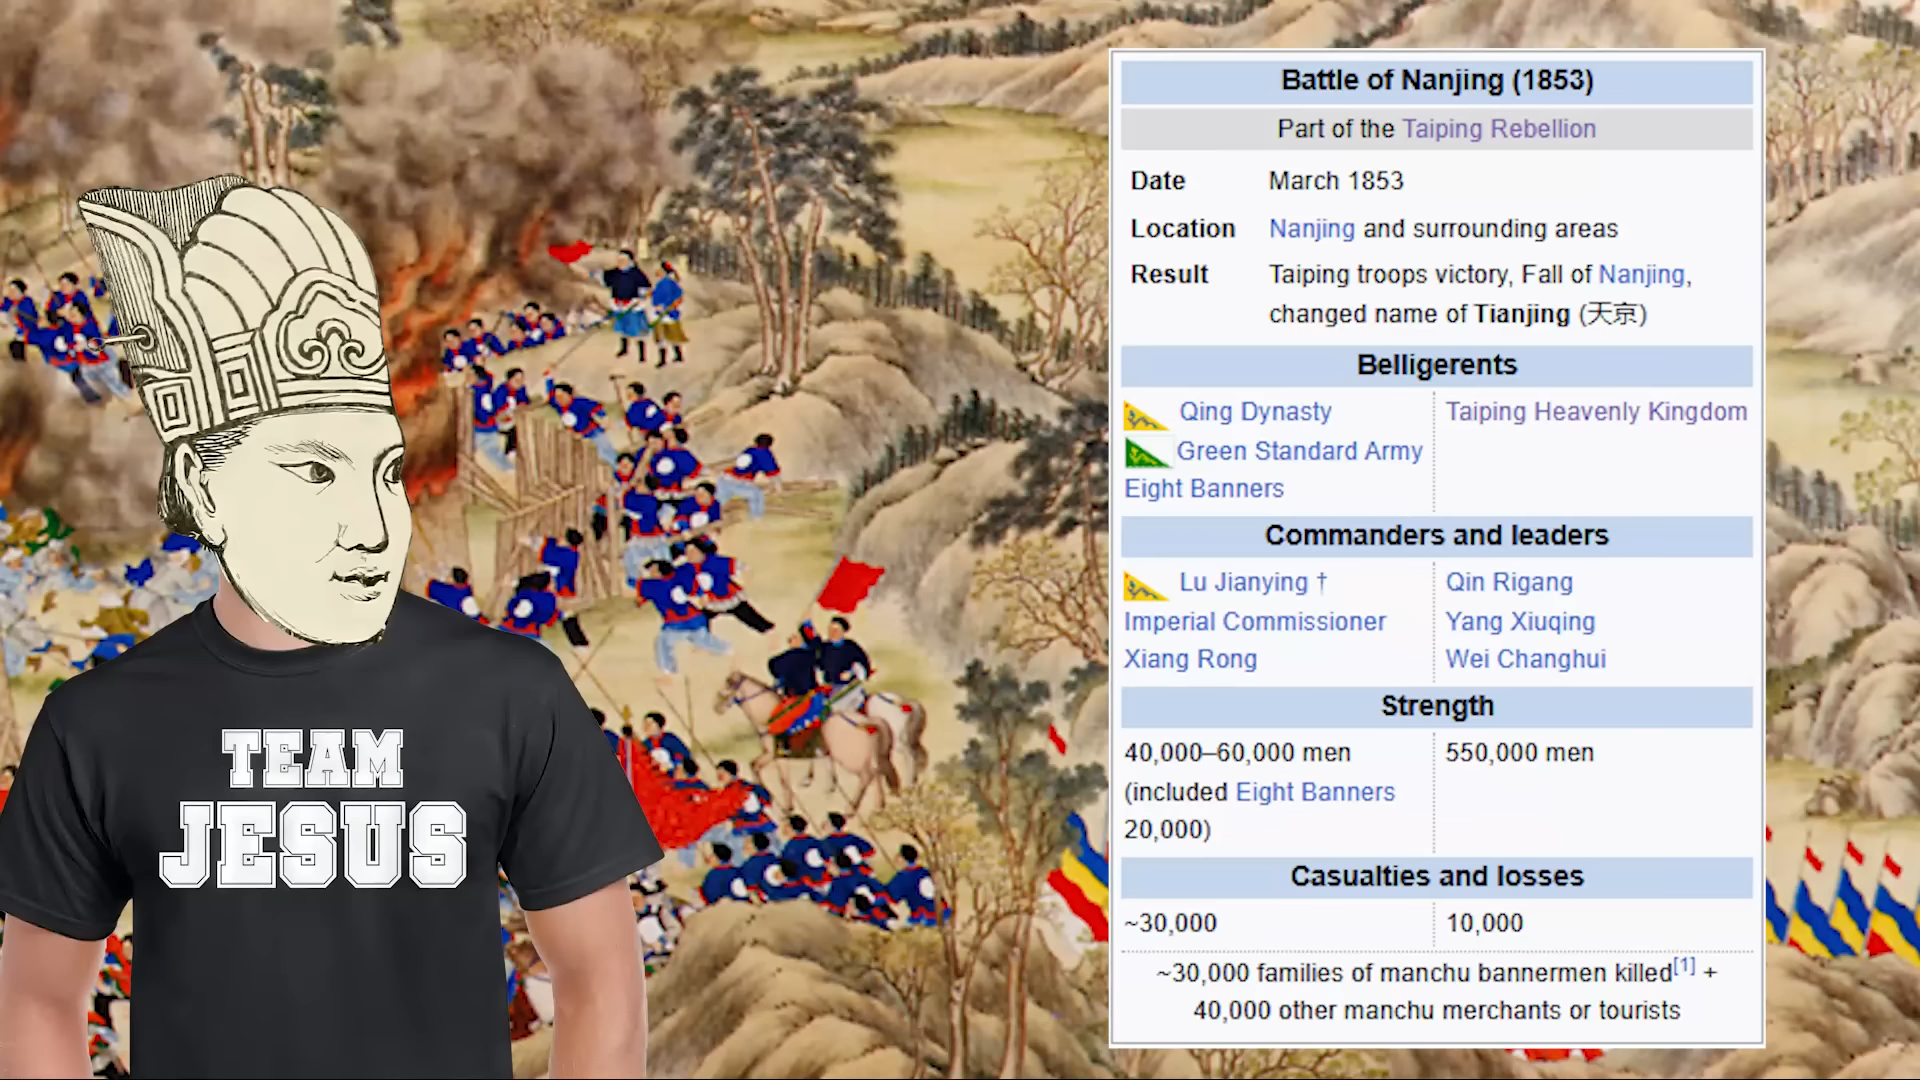 TEAM
JESUS
Battle of Nanjing (1853)
Part of the Taiping Rebellion
Date March 1853
Location Nanjing and surrounding areas
Result Taiping troops victory, Fall of Nanjing,
changed name of Tianjing (天京)
Belligerents
Qing Dynasty
Green Standard Army
Eight Banners
Taiping Heavenly Kingdom
Commanders and leaders
Lu Jianying †
Imperial Commissioner
Xiang Rong
Qin Rigang
Yang Xiuqing
Wei Changhui
Strength
40,000–60,000 men
(included Eight Banners
20,000)
550,000 men
Casualties and losses
~30,000
10,000
~30,000 families of manchu bannermen killed[1] +
40,000 other manchu merchants or tourists